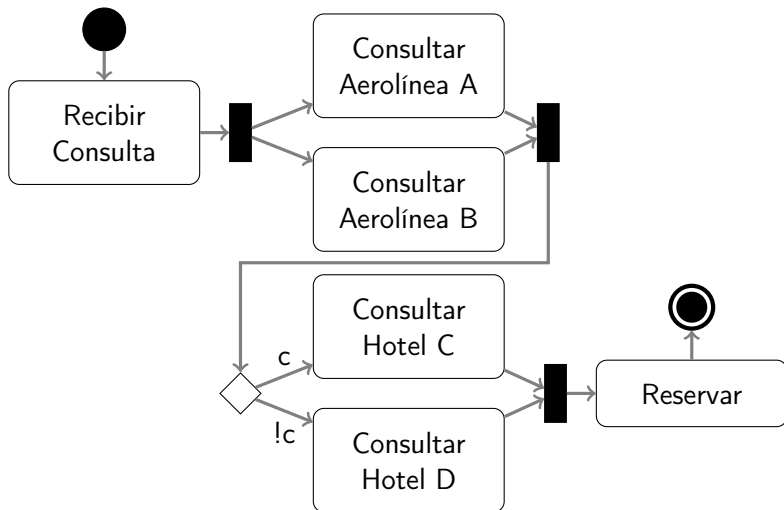 Recibir
Consulta
Consultar
Aerolínea A
Consultar
Aerolínea B
c
Consultar
Hotel C
!c
Consultar
Hotel D
Reservar